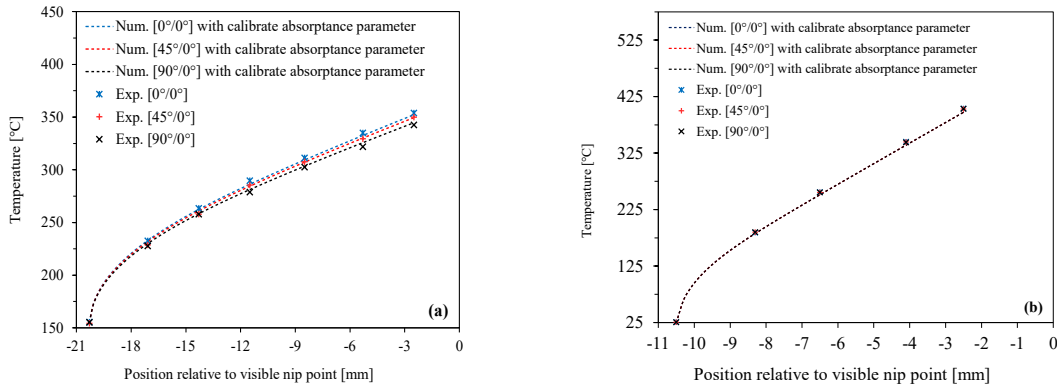 450
400
350
300
250
200
150
Temperature [°C]
Num. [0°/0°] with calibrate absorptance parameter
Num. [45°/0°] with calibrate absorptance parameter
Num. [90°/0°] with calibrate absorptance parameter
Exp. [0°/0°]
Exp. [45°/0°]
Exp. [90°/0°]
(a)
-21 -18 -15 -12 -9 -6 -3 0
Position relative to visible nip point [mm]
525
425
325
225
125
25
Temperature [°C]
Num. [0°/0°] with calibrate absorptance parameter
Num. [45°/0°] with calibrate absorptance parameter
Num. [90°/0°] with calibrate absorptance parameter
Exp. [0°/0°]
Exp. [45°/0°]
Exp. [90°/0°]
(b)
-11 -10 -9 -8 -7 -6 -5 -4 -3 -2 -1 0
Position relative to visible nip point [mm]